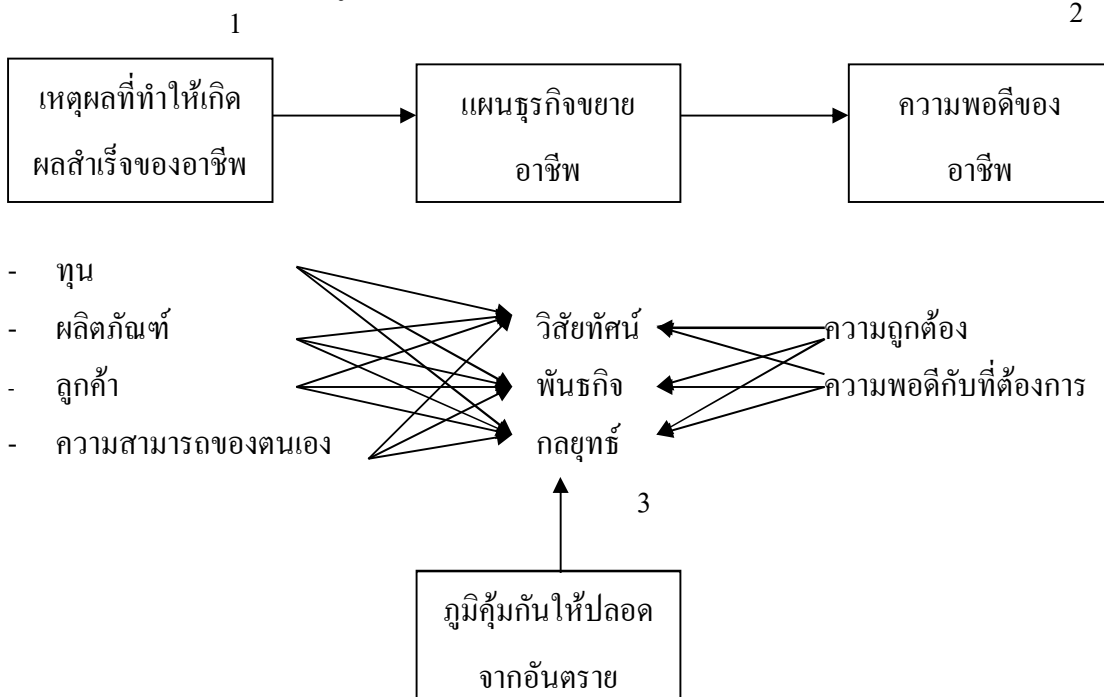 1
2
เหตุผลที่ทำให้เกิด
ผลสำเร็จของอาชีพ
แผนธุรกิจขยาย
อาชีพ
ความพอดีของ
อาชีพ
- ทุน
- ผลิตภัณฑ์
- ลูกค้า
- ความสามารถของตนเอง
วิสัยทัศน์
พันธกิจ
กลยุทธ์
ความถูกต้อง
ความพอดีกับที่ต้องการ
3
ภูมิคุ้มกันให้ปลอด
จากอันตราย